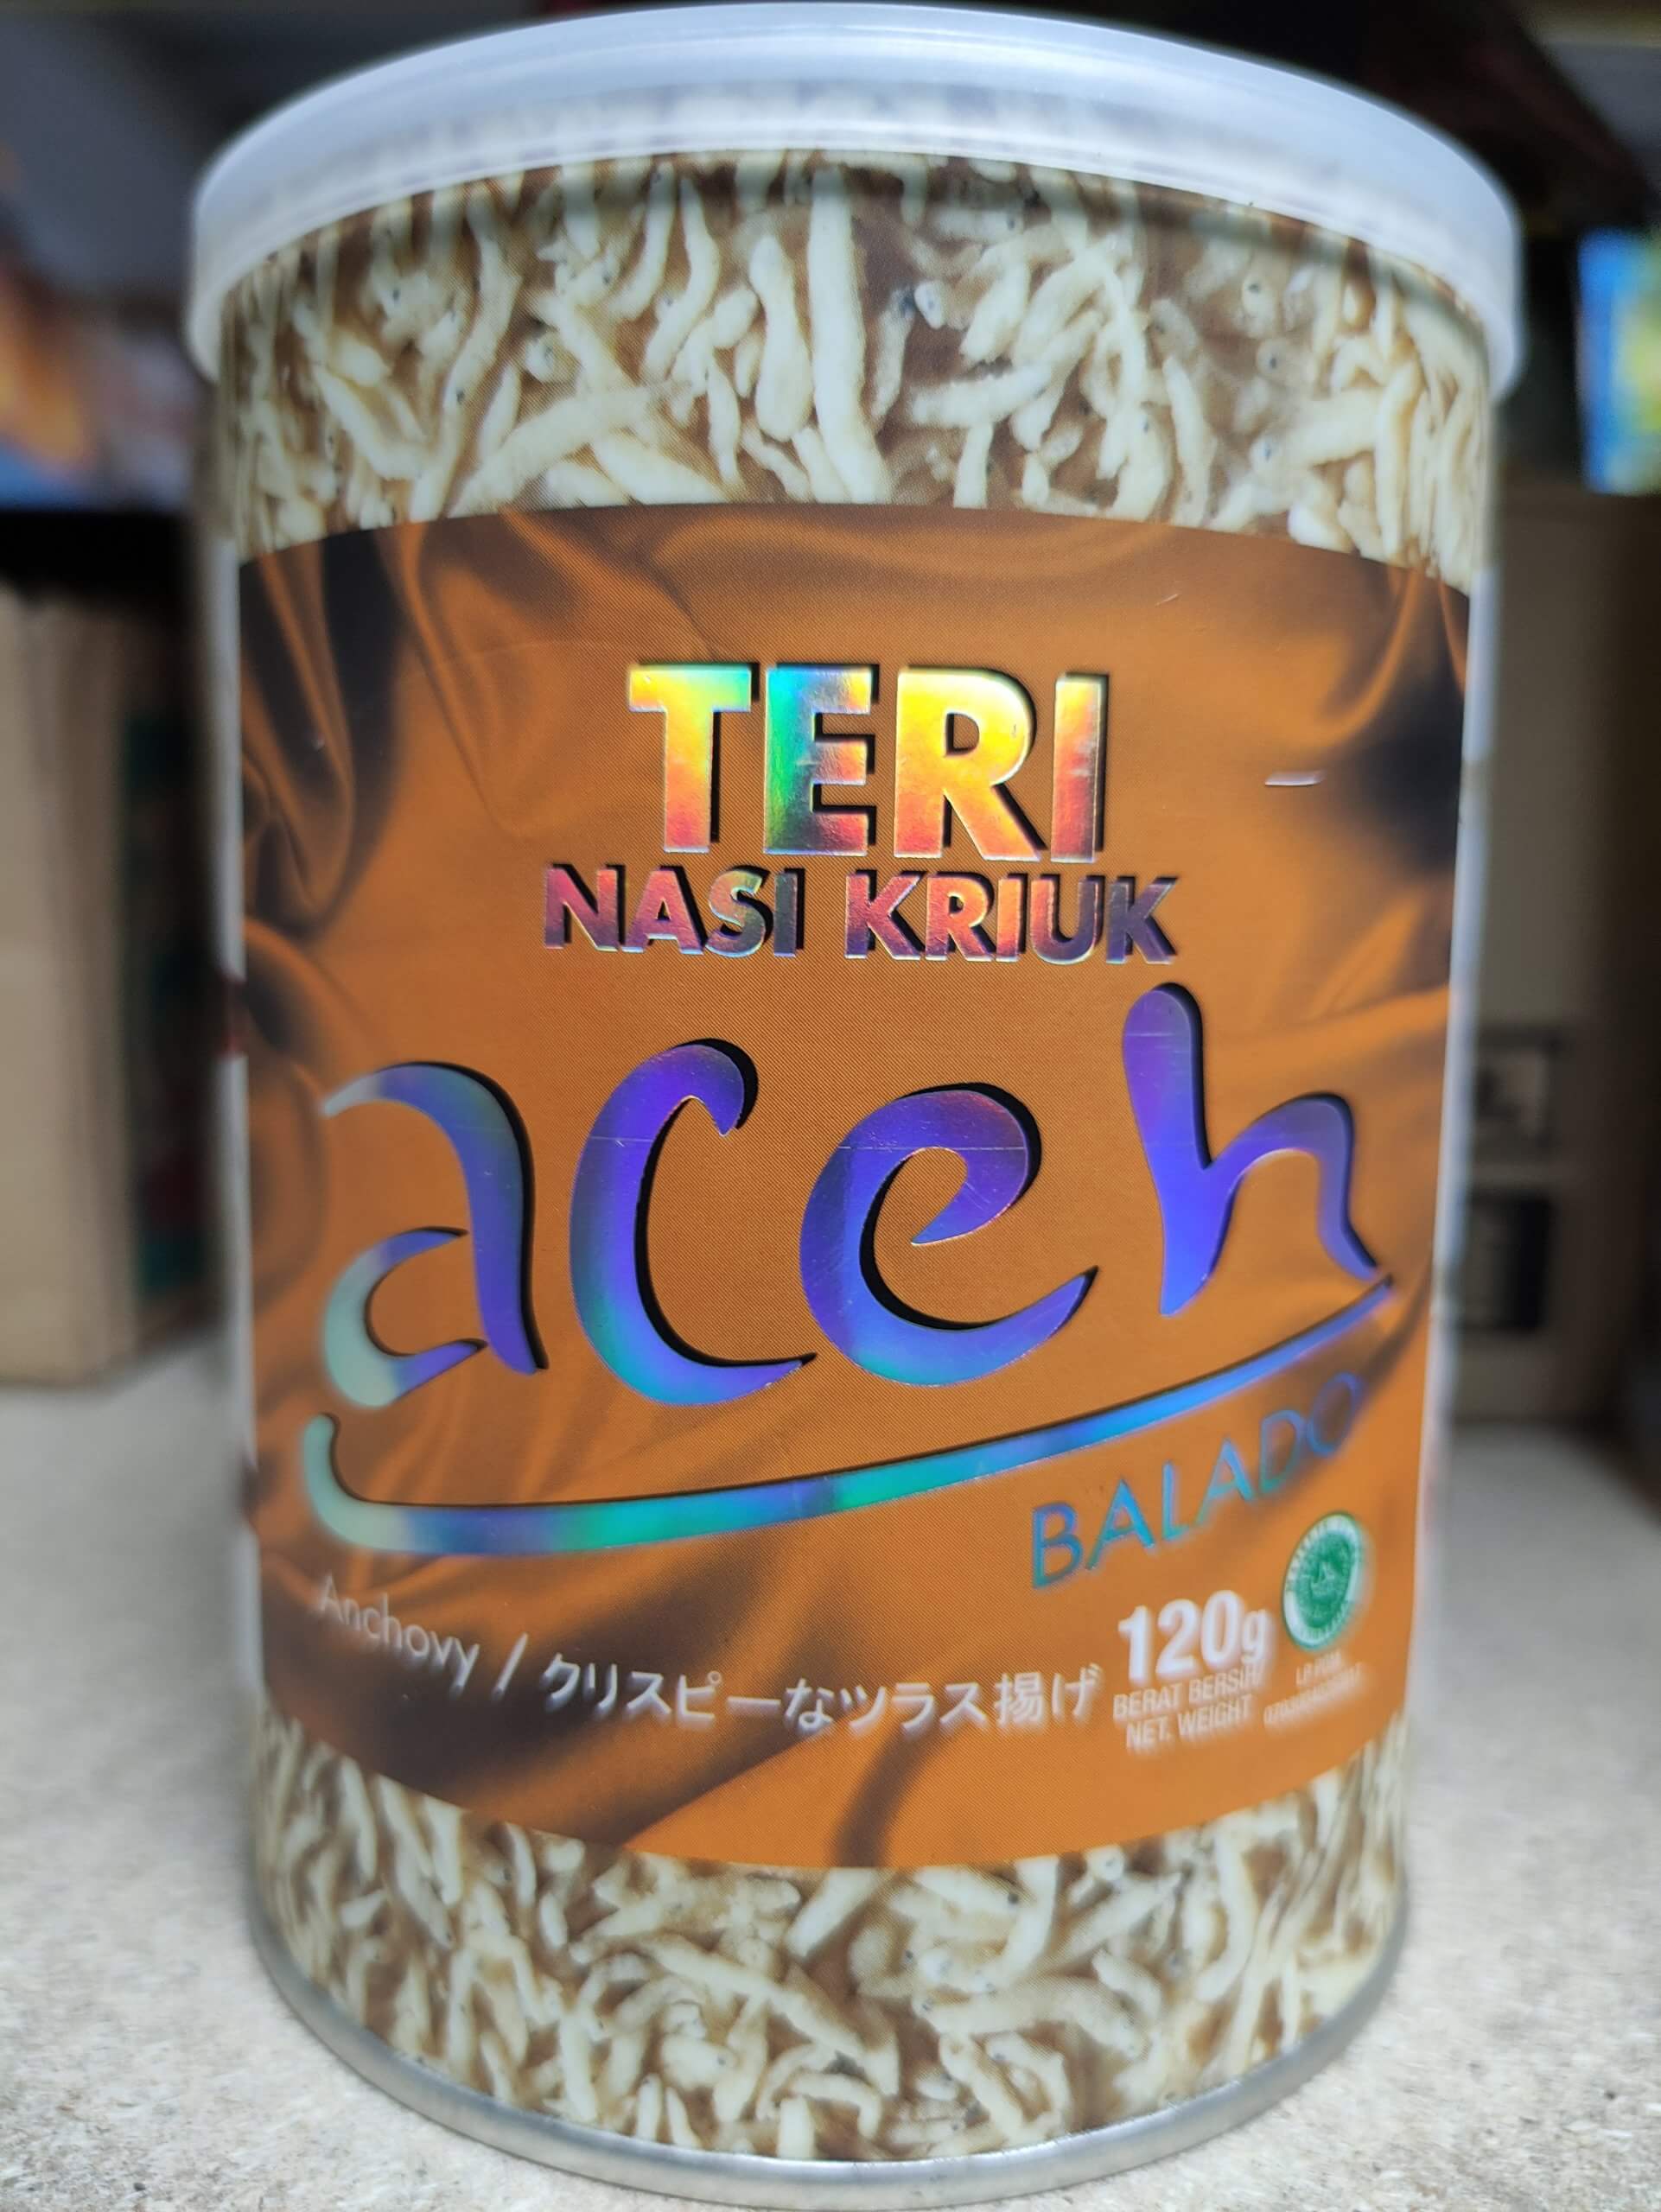 TERI
NASI KRIUK
aceh
BALADO
Anchovy / クリスピーなツラス揚げ
120g
BERAT BERSIH
NET. WEIGHT